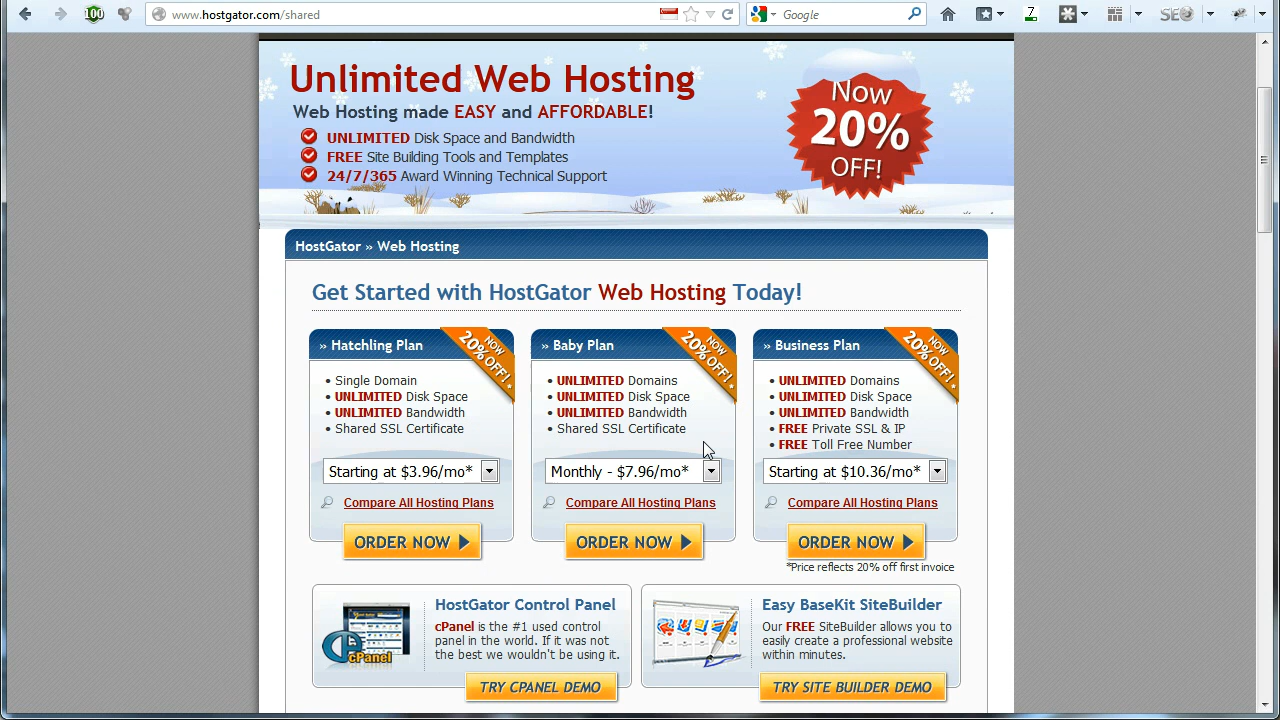 100
www.hostgator.com/shared
Google
7
SEO
Unlimited Web Hosting
Web Hosting made EASY and AFFORDABLE!
UNLIMITED Disk Space and Bandwidth
FREE Site Building Tools and Templates
24/7/365 Award Winning Technical Support
Now
20%
OFF!
HostGator » Web Hosting
Get Started with HostGator Web Hosting Today!
» Hatchling Plan
NOW
20% OFF! *
• Single Domain
• UNLIMITED Disk Space
• UNLIMITED Bandwidth
• Shared SSL Certificate
Starting at $3.96/mo*
Compare All Hosting Plans
ORDER NOW
» Baby Plan
NOW
20% OFF! *
• UNLIMITED Domains
• UNLIMITED Disk Space
• UNLIMITED Bandwidth
• Shared SSL Certificate
Monthly - $7.96/mo*
Compare All Hosting Plans
ORDER NOW
» Business Plan
NOW
20% OFF! *
• UNLIMITED Domains
• UNLIMITED Disk Space
• UNLIMITED Bandwidth
• FREE Private SSL & IP
• FREE Toll Free Number
Starting at $10.36/mo*
Compare All Hosting Plans
ORDER NOW
*Price reflects 20% off first invoice
cPanel
HostGator Control Panel
cPanel is the #1 used control
panel in the world. If it was not
the best we wouldn't be using it.
TRY CPANEL DEMO
Easy BaseKit SiteBuilder
Our FREE SiteBuilder allows you to
easily create a professional website
within minutes.
TRY SITE BUILDER DEMO